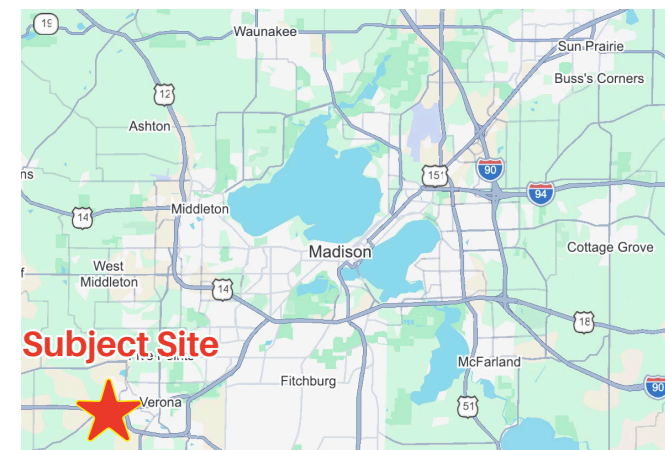 19
Waunakee
Sun Prairie
Buss's Corners
12
Ashton
151
90
94
ns
14
Middleton
Madison
Cottage Grove
West
Middleton
14
18
Subject Site
McFarland
Fitchburg
90
Verona
51